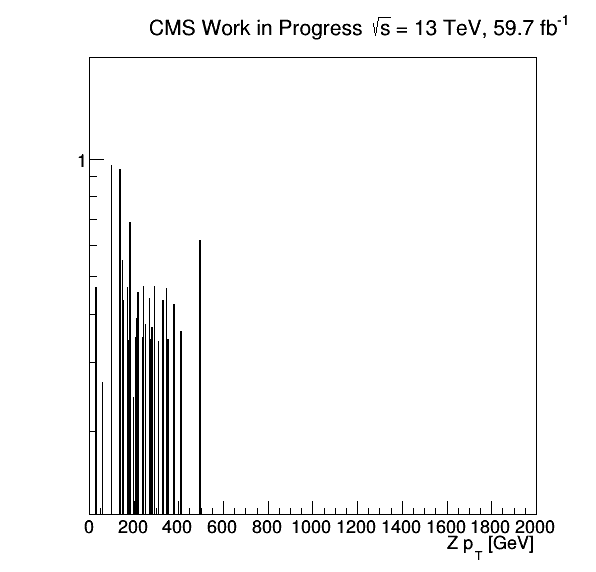 CMS Work in Progress √s = 13 TeV, 59.7 fb⁻¹
1
0 200 400 600 800 1000 1200 1400 1600 1800 2000
Z p_T [GeV]